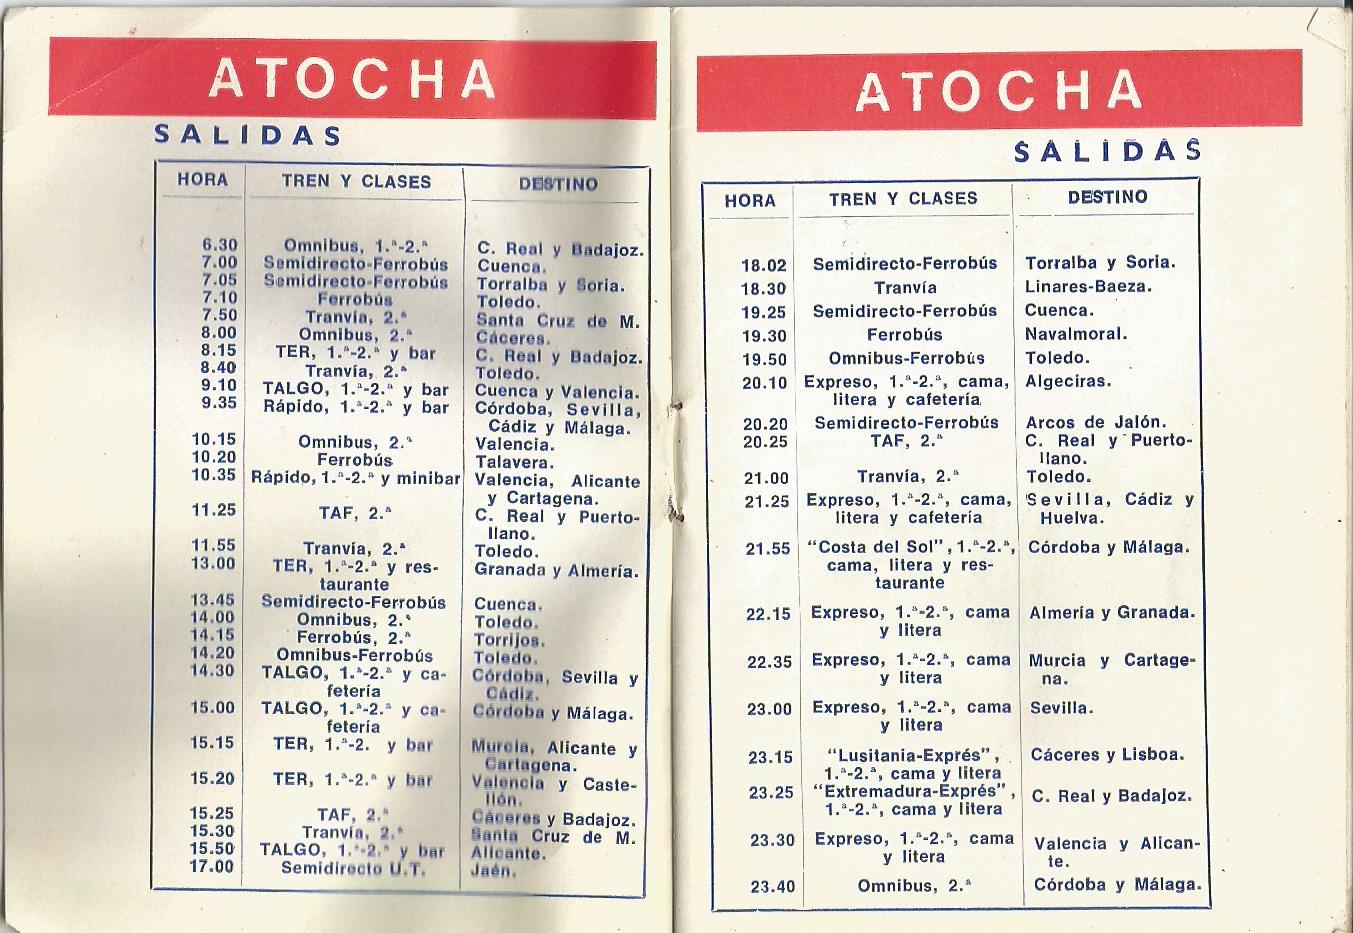 ATOCHA
SALIDAS
HORA TREN Y CLASES DESTINO
6.30 Omnibus, 1.ª-2.ª C. Real y Badajoz.
7.00 Semidirecto-Ferrobús Cuenca.
7.05 Semidirecto-Ferrobús Torralba y Soria.
7.10 Ferrobús Toledo.
7.50 Tranvía, 2.ª Santa Cruz de M.
8.00 Omnibus, 2.ª Cáceres.
8.15 TER, 1.ª-2.ª y bar C. Real y Badajoz.
8.40 Tranvía, 2.ª Toledo.
9.10 TALGO, 1.ª-2.ª y bar Cuenca y Valencia.
9.35 Rápido, 1.ª-2.ª y bar Córdoba, Sevilla,
Cádiz y Málaga.
10.15 Omnibus, 2.ª Valencia.
10.20 Ferrobús Talavera.
10.35 Rápido, 1.ª-2.ª y minibar Valencia, Alicante
y Cartagena.
11.25 TAF, 2.ª C. Real y Puerto-
llano.
11.55 Tranvía, 2.ª Toledo.
13.00 TER, 1.ª-2.ª y res- Granada y Almería.
taurante
13.45 Semidirecto-Ferrobús Cuenca.
14.00 Omnibus, 2.ª Toledo.
14.15 Ferrobús, 2.ª Torrijos.
14.20 Omnibus-Ferrobús Toledo.
14.30 TALGO, 1.ª-2.ª y ca- Córdoba, Sevilla y
fetería Cádiz.
15.00 TALGO, 1.ª-2.ª y ca- Córdoba y Málaga.
fetería
15.15 TER, 1.ª-2. y bar Murcia, Alicante y
Cartagena.
15.20 TER, 1.ª-2.ª y bar Valencia y Caste-
llón.
15.25 TAF, 2.ª Cáceres y Badajoz.
15.30 Tranvía, 2.ª Santa Cruz de M.
15.50 TALGO, 1.ª-2.ª y bar Alicante.
17.00 Semidirecto U.T. Jaén.
ATOCHA
SALIDAS
HORA TREN Y CLASES DESTINO
18.02 Semidirecto-Ferrobús Torralba y Soria.
18.30 Tranvía Linares-Baeza.
19.25 Semidirecto-Ferrobús Cuenca.
19.30 Ferrobús Navalmoral.
19.50 Omnibus-Ferrobús Toledo.
20.10 Expreso, 1.ª-2.ª, cama, Algeciras.
litera y cafetería
20.20 Semidirecto-Ferrobús Arcos de Jalón.
20.25 TAF, 2.ª C. Real y Puerto-
llano.
21.00 Tranvía, 2.ª Toledo.
21.25 Expreso, 1.ª-2.ª, cama, Sevilla, Cádiz y
litera y cafetería Huelva.
21.55 “Costa del Sol”, 1.ª-2.ª, Córdoba y Málaga.
cama, litera y res-
taurante
22.15 Expreso, 1.ª-2.ª, cama Almería y Granada.
y litera
22.35 Expreso, 1.ª-2.ª, cama Murcia y Cartage-
y litera na.
23.00 Expreso, 1.ª-2.ª, cama Sevilla.
y litera
23.15 “Lusitania-Exprés”, Cáceres y Lisboa.
1.ª-2.ª, cama y litera
23.25 “Extremadura-Exprés”, C. Real y Badajoz.
1.ª-2.ª, cama y litera
23.30 Expreso, 1.ª-2.ª, cama Valencia y Alican-
y litera te.
23.40 Omnibus, 2.ª Córdoba y Málaga.